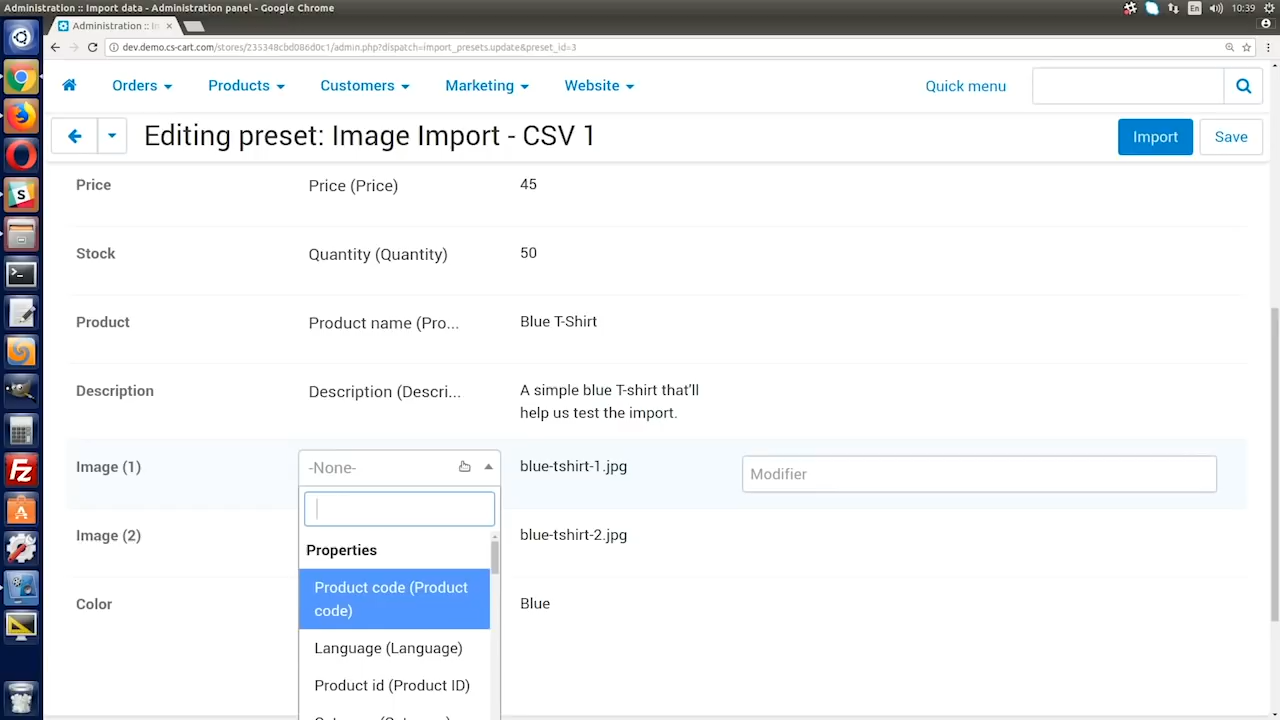 Administration :: Import data - Administration panel - Google Chrome
En
10:39
Administration :: Im
dev.demo.cs-cart.com/stores/235348cbd086d0c1/admin.php?dispatch=import_presets.update&preset_id=3
Orders
Products
Customers
Marketing
Website
Quick menu
Editing preset: Image Import - CSV 1
Import
Save
Price
Price (Price)
45
Stock
Quantity (Quantity)
50
Product
Product name (Pro...
Blue T-Shirt
Description
Description (Descri...
A simple blue T-shirt that'll
help us test the import.
Image (1)
-None-
blue-tshirt-1.jpg
Modifier
Properties
Image (2)
blue-tshirt-2.jpg
Product code (Product
code)
Color
Blue
Language (Language)
Product id (Product ID)